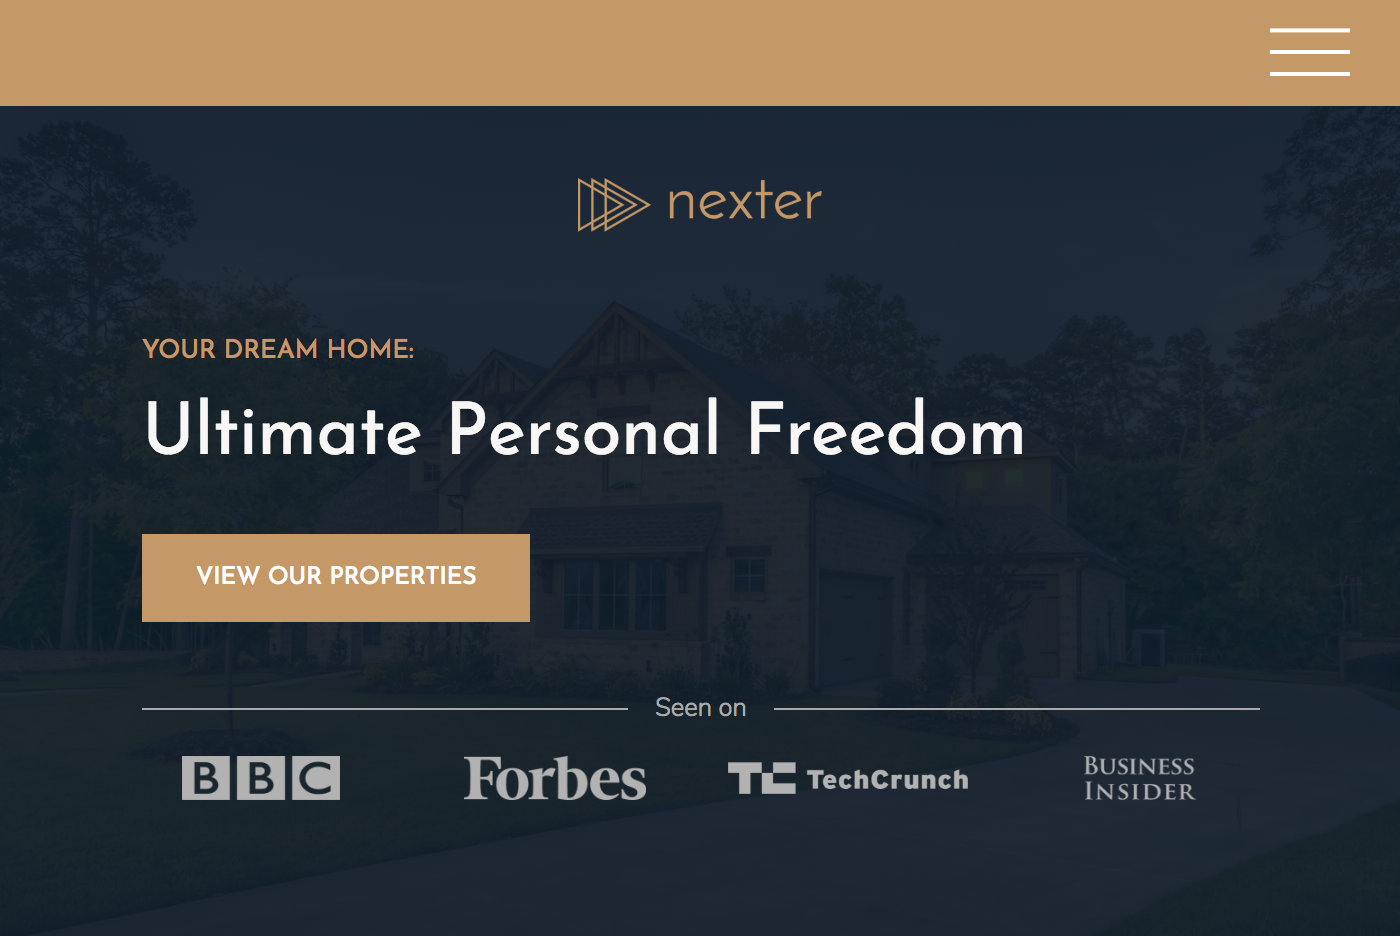 nexter
YOUR DREAM HOME:
Ultimate Personal Freedom
VIEW OUR PROPERTIES
Seen on
BBC
Forbes
TC TechCrunch
BUSINESS
INSIDER